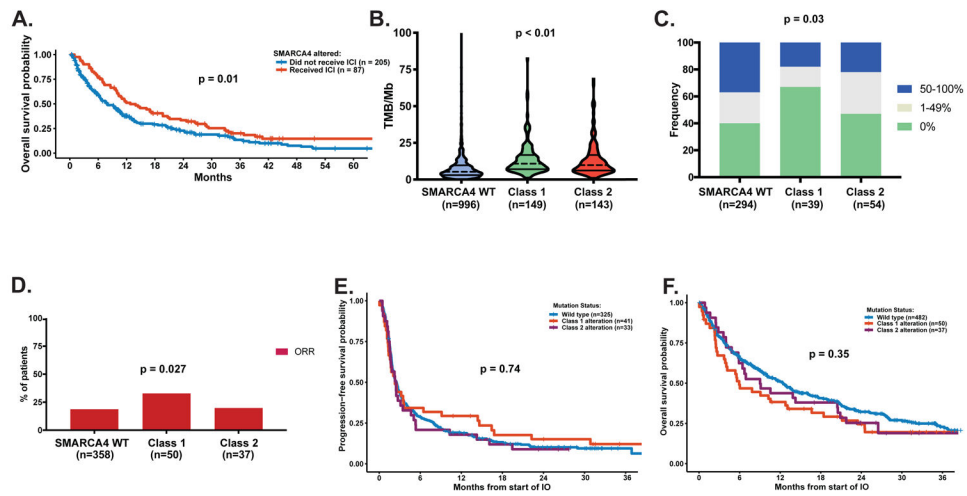 A.
Overall survival probability
1.00
0.75
0.50
0.25
0.00
SMARCA4 altered:
Did not receive ICI (n = 205)
Received ICI (n = 87)
p = 0.01
0 6 12 18 24 30 36 42 48 54 60
Months
B.
TMB/Mb
100
75
50
25
0
p < 0.01
SMARCA4 WT Class 1 Class 2
(n=996) (n=149) (n=143)
C.
p = 0.03
Frequency
100
80
60
40
20
0
50-100%
1-49%
0%
SMARCA4 WT Class 1 Class 2
(n=294) (n=39) (n=54)
D.
% of patients
100
75
50
25
0
ORR
p = 0.027
SMARCA4 WT Class 1 Class 2
(n=358) (n=50) (n=37)
E.
Progression-free survival probability
1.00
0.75
0.50
0.25
0.00
Mutation Status:
Wild type (n=325)
Class 1 alteration (n=41)
Class 2 alteration (n=33)
p = 0.74
0 6 12 18 24 30 36
Months from start of IO
F.
Overall survival probability
1.00
0.75
0.50
0.25
0.00
Mutation Status:
Wild type (n=482)
Class 1 alteration (n=50)
Class 2 alteration (n=37)
p = 0.35
0 6 12 18 24 30 36
Months from start of IO